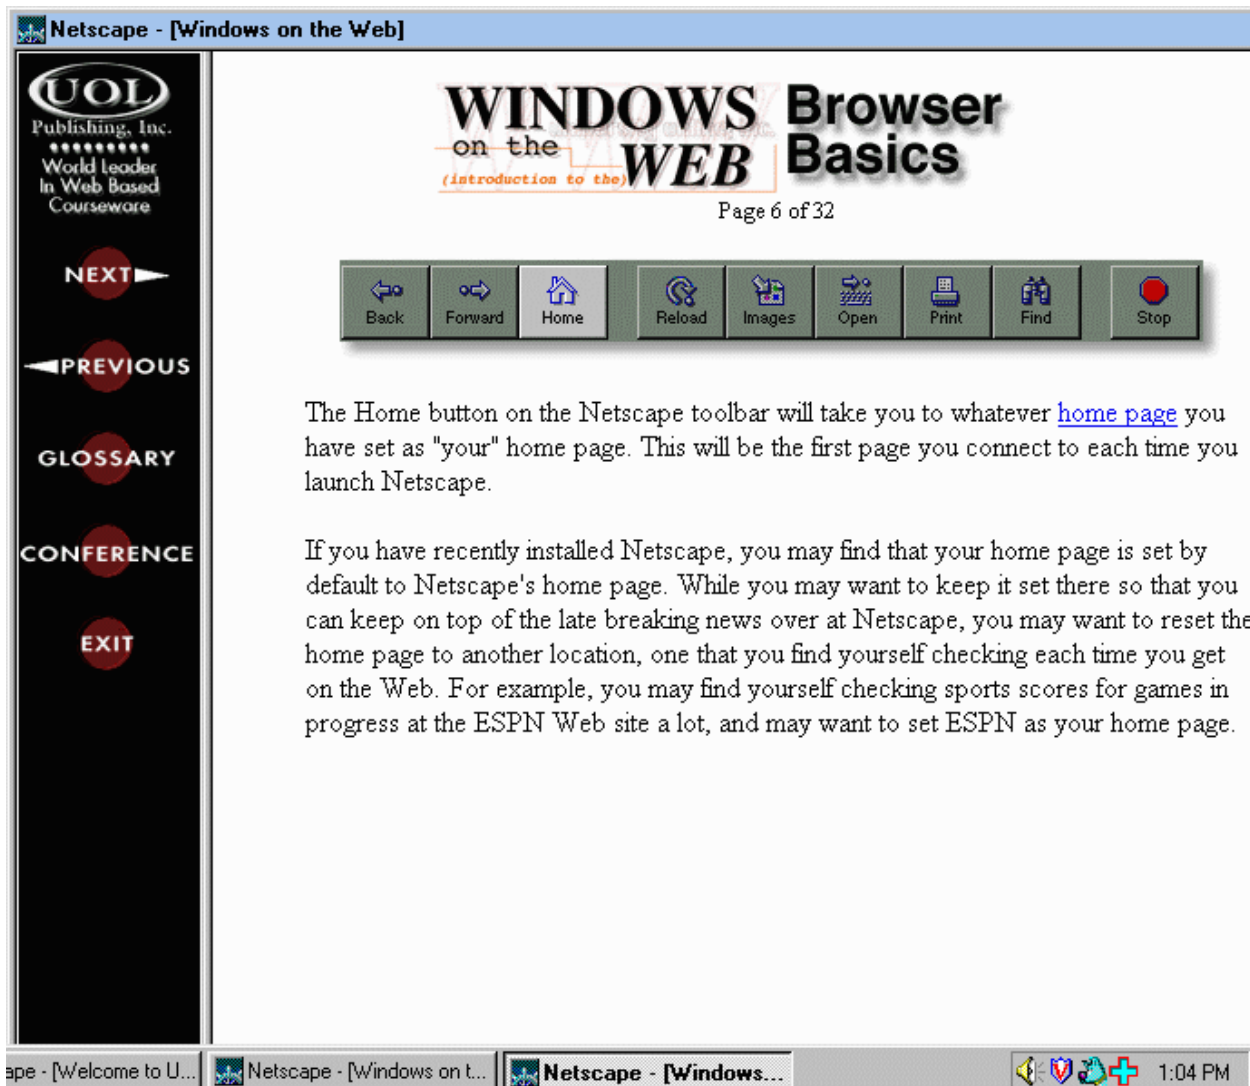 Netscape - [Windows on the Web]
UOL
Publishing, Inc.
World Leader
In Web Based
Courseware
NEXT
PREVIOUS
GLOSSARY
CONFERENCE
EXIT
WINDOWS
on the
(introduction to the) WEB
Browser
Basics
Page 6 of 32
Back Forward Home Reload Images Open Print Find Stop
The Home button on the Netscape toolbar will take you to whatever home page you
have set as "your" home page. This will be the first page you connect to each time you
launch Netscape.
If you have recently installed Netscape, you may find that your home page is set by
default to Netscape's home page. While you may want to keep it set there so that you
can keep on top of the late breaking news over at Netscape, you may want to reset the
home page to another location, one that you find yourself checking each time you get
on the Web. For example, you may find yourself checking sports scores for games in
progress at the ESPN Web site a lot, and may want to set ESPN as your home page.
ape - [Welcome to U... Netscape - [Windows on t... Netscape - [Windows... 1:04 PM